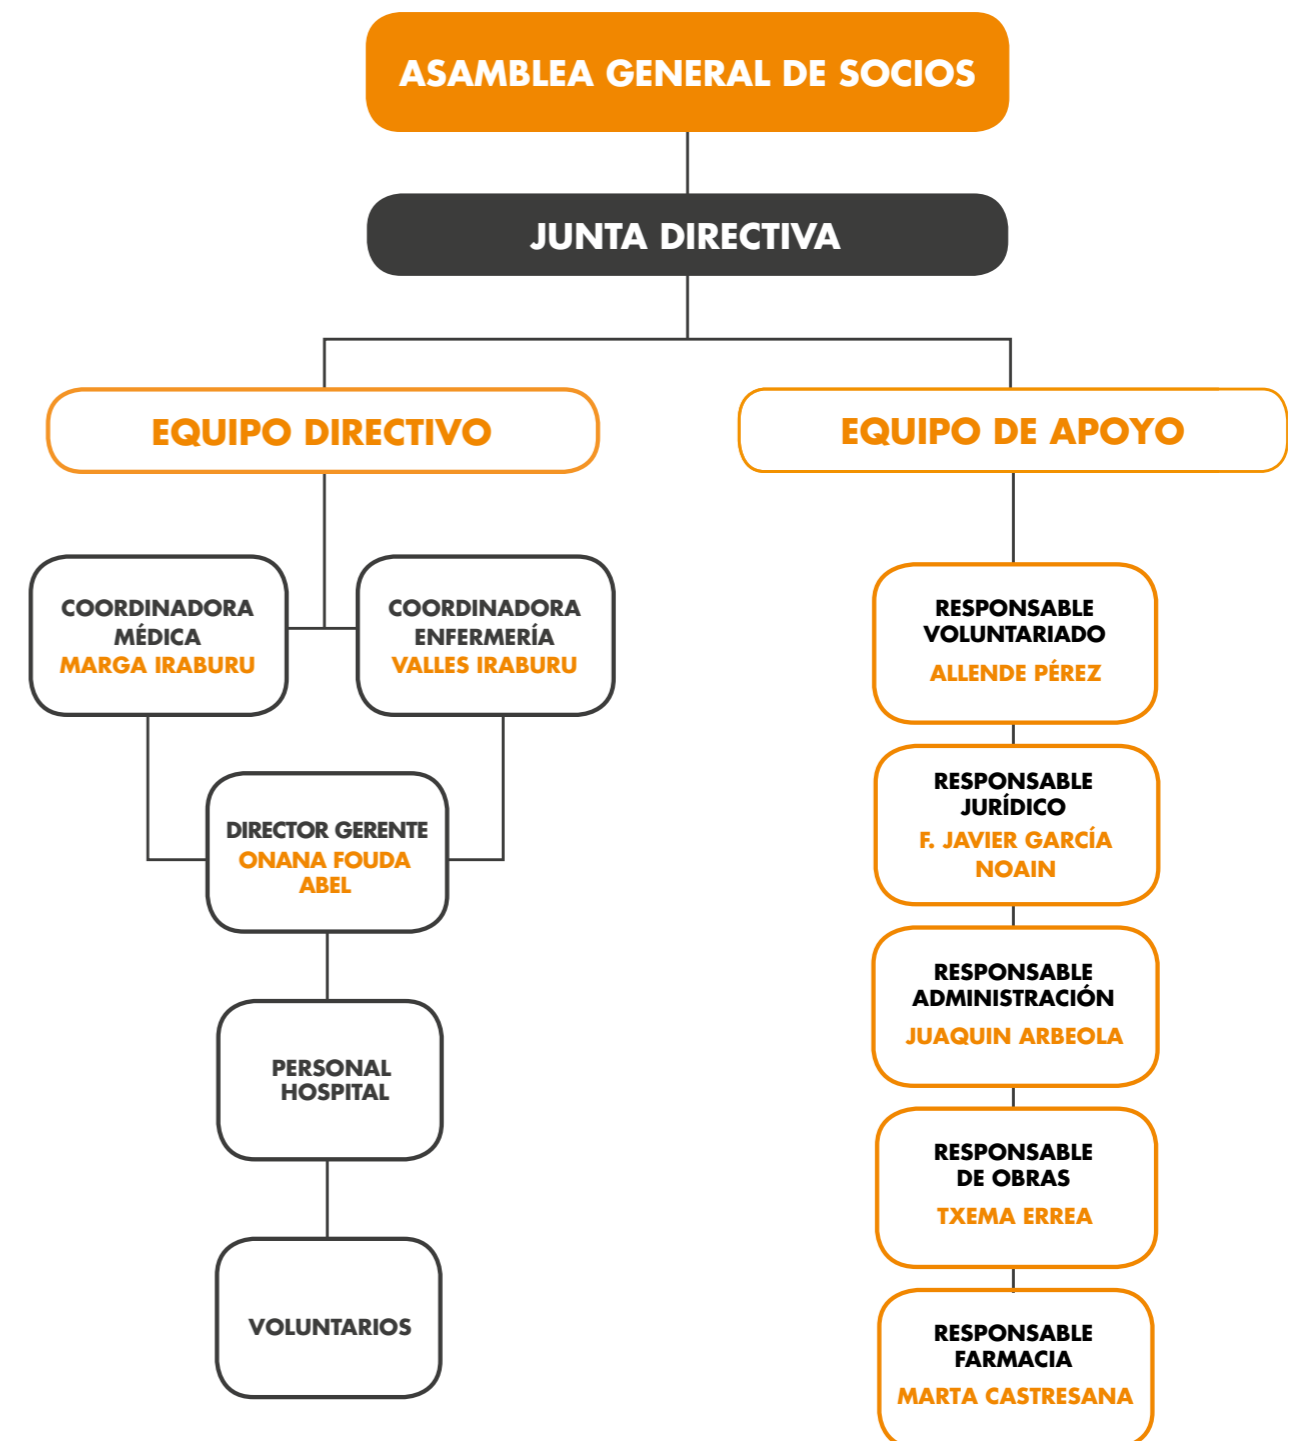 ASAMBLEA GENERAL DE SOCIOS
JUNTA DIRECTIVA
EQUIPO DIRECTIVO
COORDINADORA
MÉDICA
MARGA IRABURU
COORDINADORA
ENFERMERÍA
VALLES IRABURU
DIRECTOR GERENTE
ONANA FOUDA
ABEL
PERSONAL
HOSPITAL
VOLUNTARIOS
EQUIPO DE APOYO
RESPONSABLE
VOLUNTARIADO
ALLENDE PÉREZ
RESPONSABLE
JURÍDICO
F. JAVIER GARCÍA
NOAIN
RESPONSABLE
ADMINISTRACIÓN
JUAQUIN ARBEOLA
RESPONSABLE
DE OBRAS
TXEMA ERREA
RESPONSABLE
FARMACIA
MARTA CASTRESANA